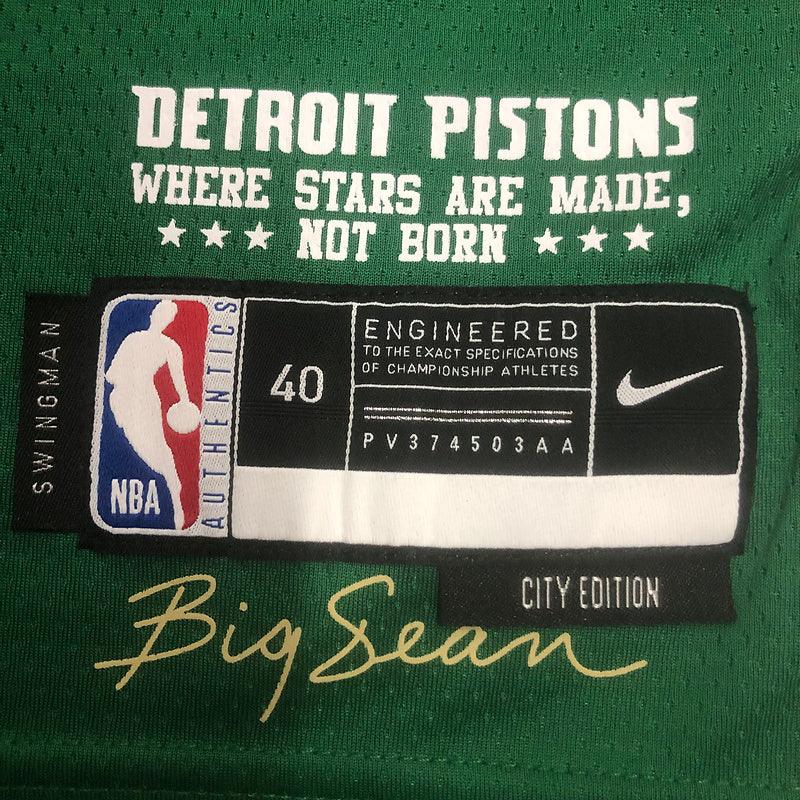 DETROIT PISTONS
WHERE STARS ARE MADE,
★★★ NOT BORN ★★★
SWINGMAN
NBA
AUTHENTICS
40
ENGINEERED
TO THE EXACT SPECIFICATIONS
OF CHAMPIONSHIP ATHLETES
PV374503AA
CITY EDITION
Big Sean